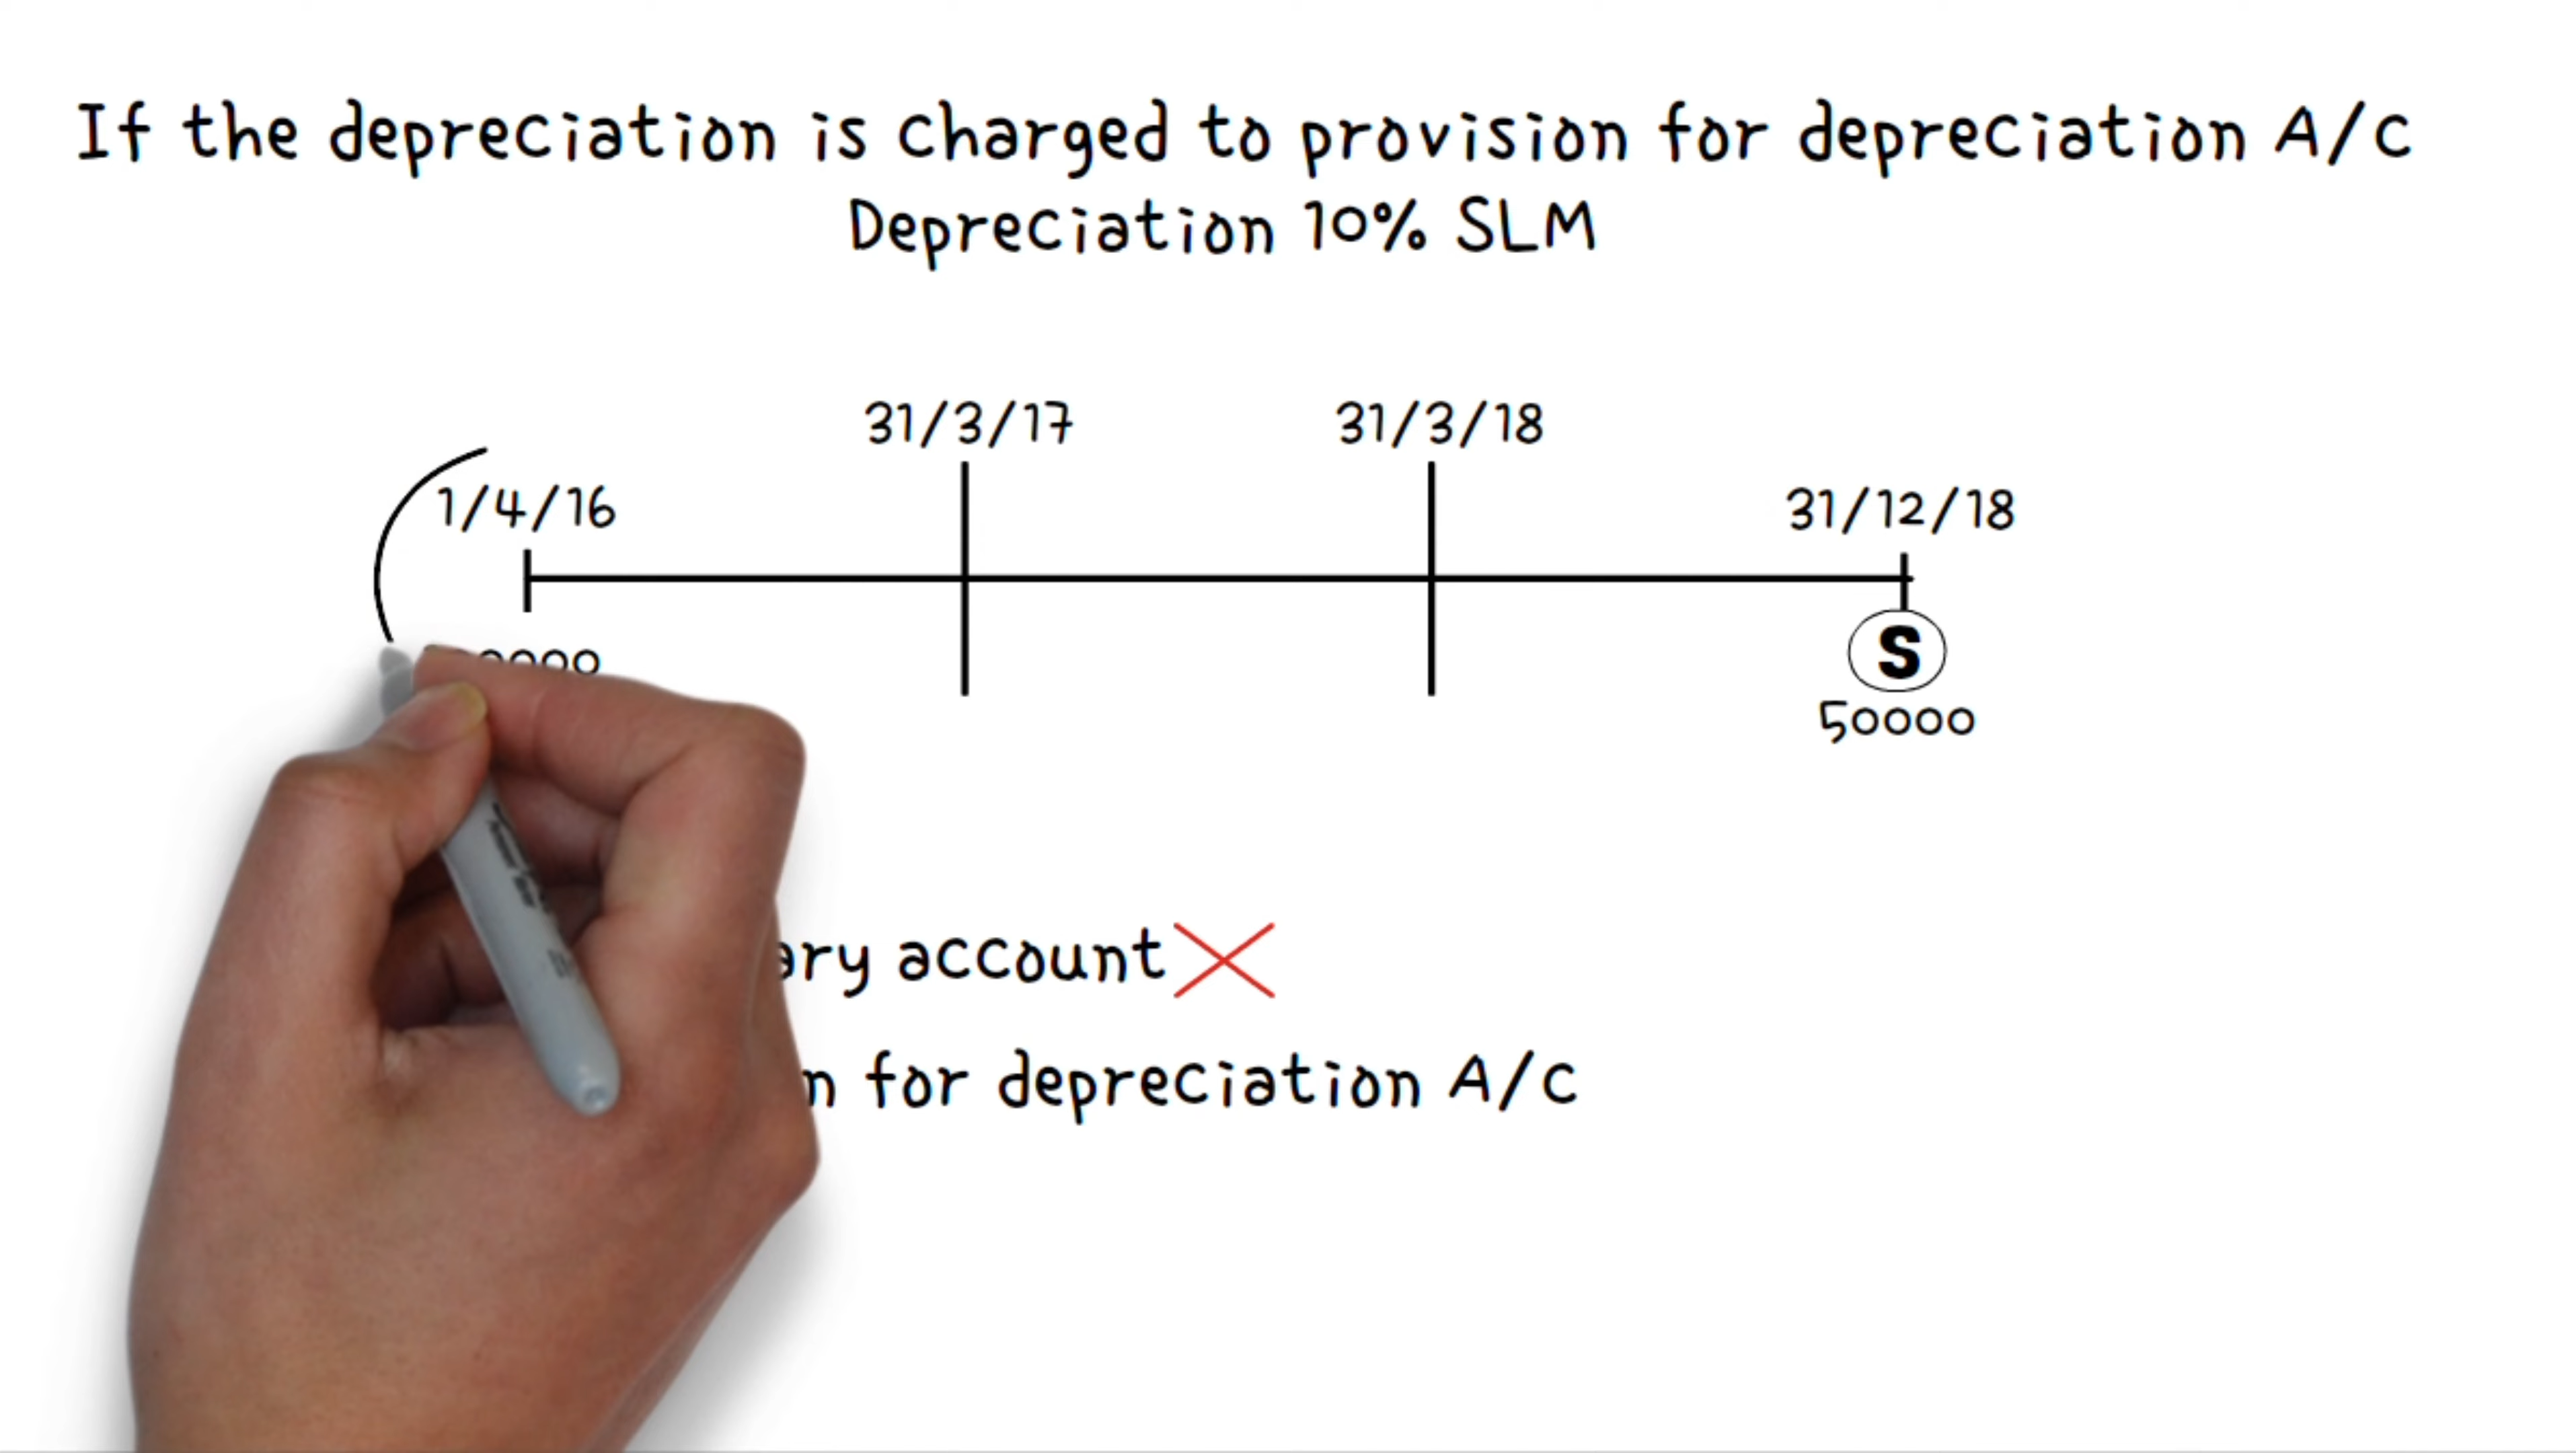 If the depreciation is charged to provision for depreciation A/c
Depreciation 10% SLM
31/3/17 31/3/18
1/4/16 31/12/18
S
50000
account
for depreciation A/c